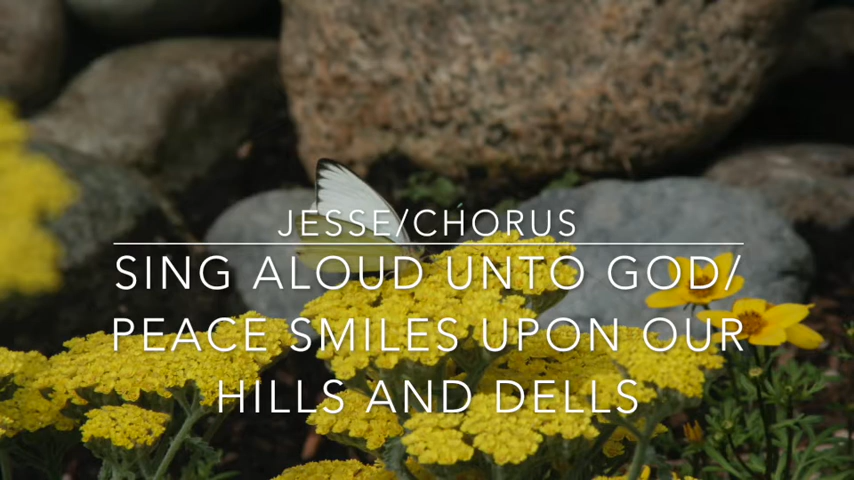 JESSE/CHORUS
SING ALOUD UNTO GOD/
PEACE SMILES UPON OUR
HILLS AND DELLS